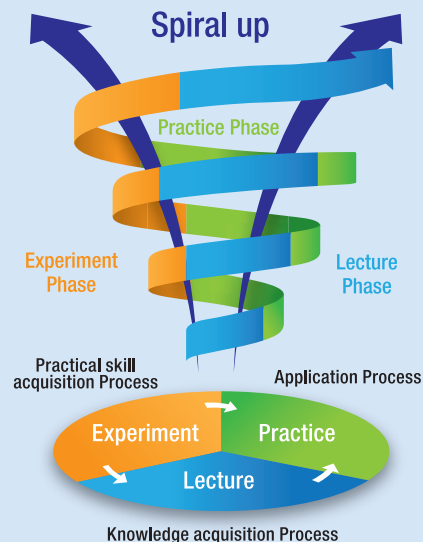 Spiral up
Practice Phase
Experiment
Phase
Lecture
Phase
Practical skill
acquisition Process
Application Process
Experiment
Practice
Lecture
Knowledge acquisition Process